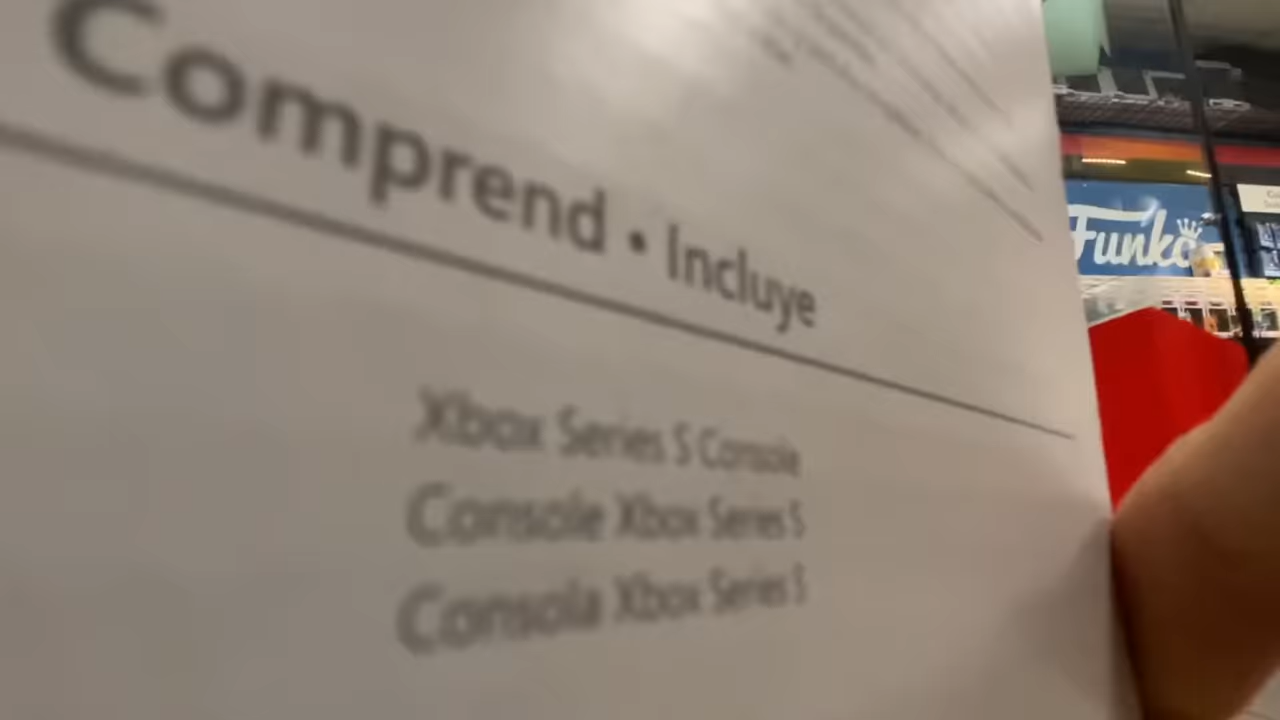 Comprend • Incluye
Xbox Series S Console
Console Xbox Series S
Consola Xbox Series S
Funko